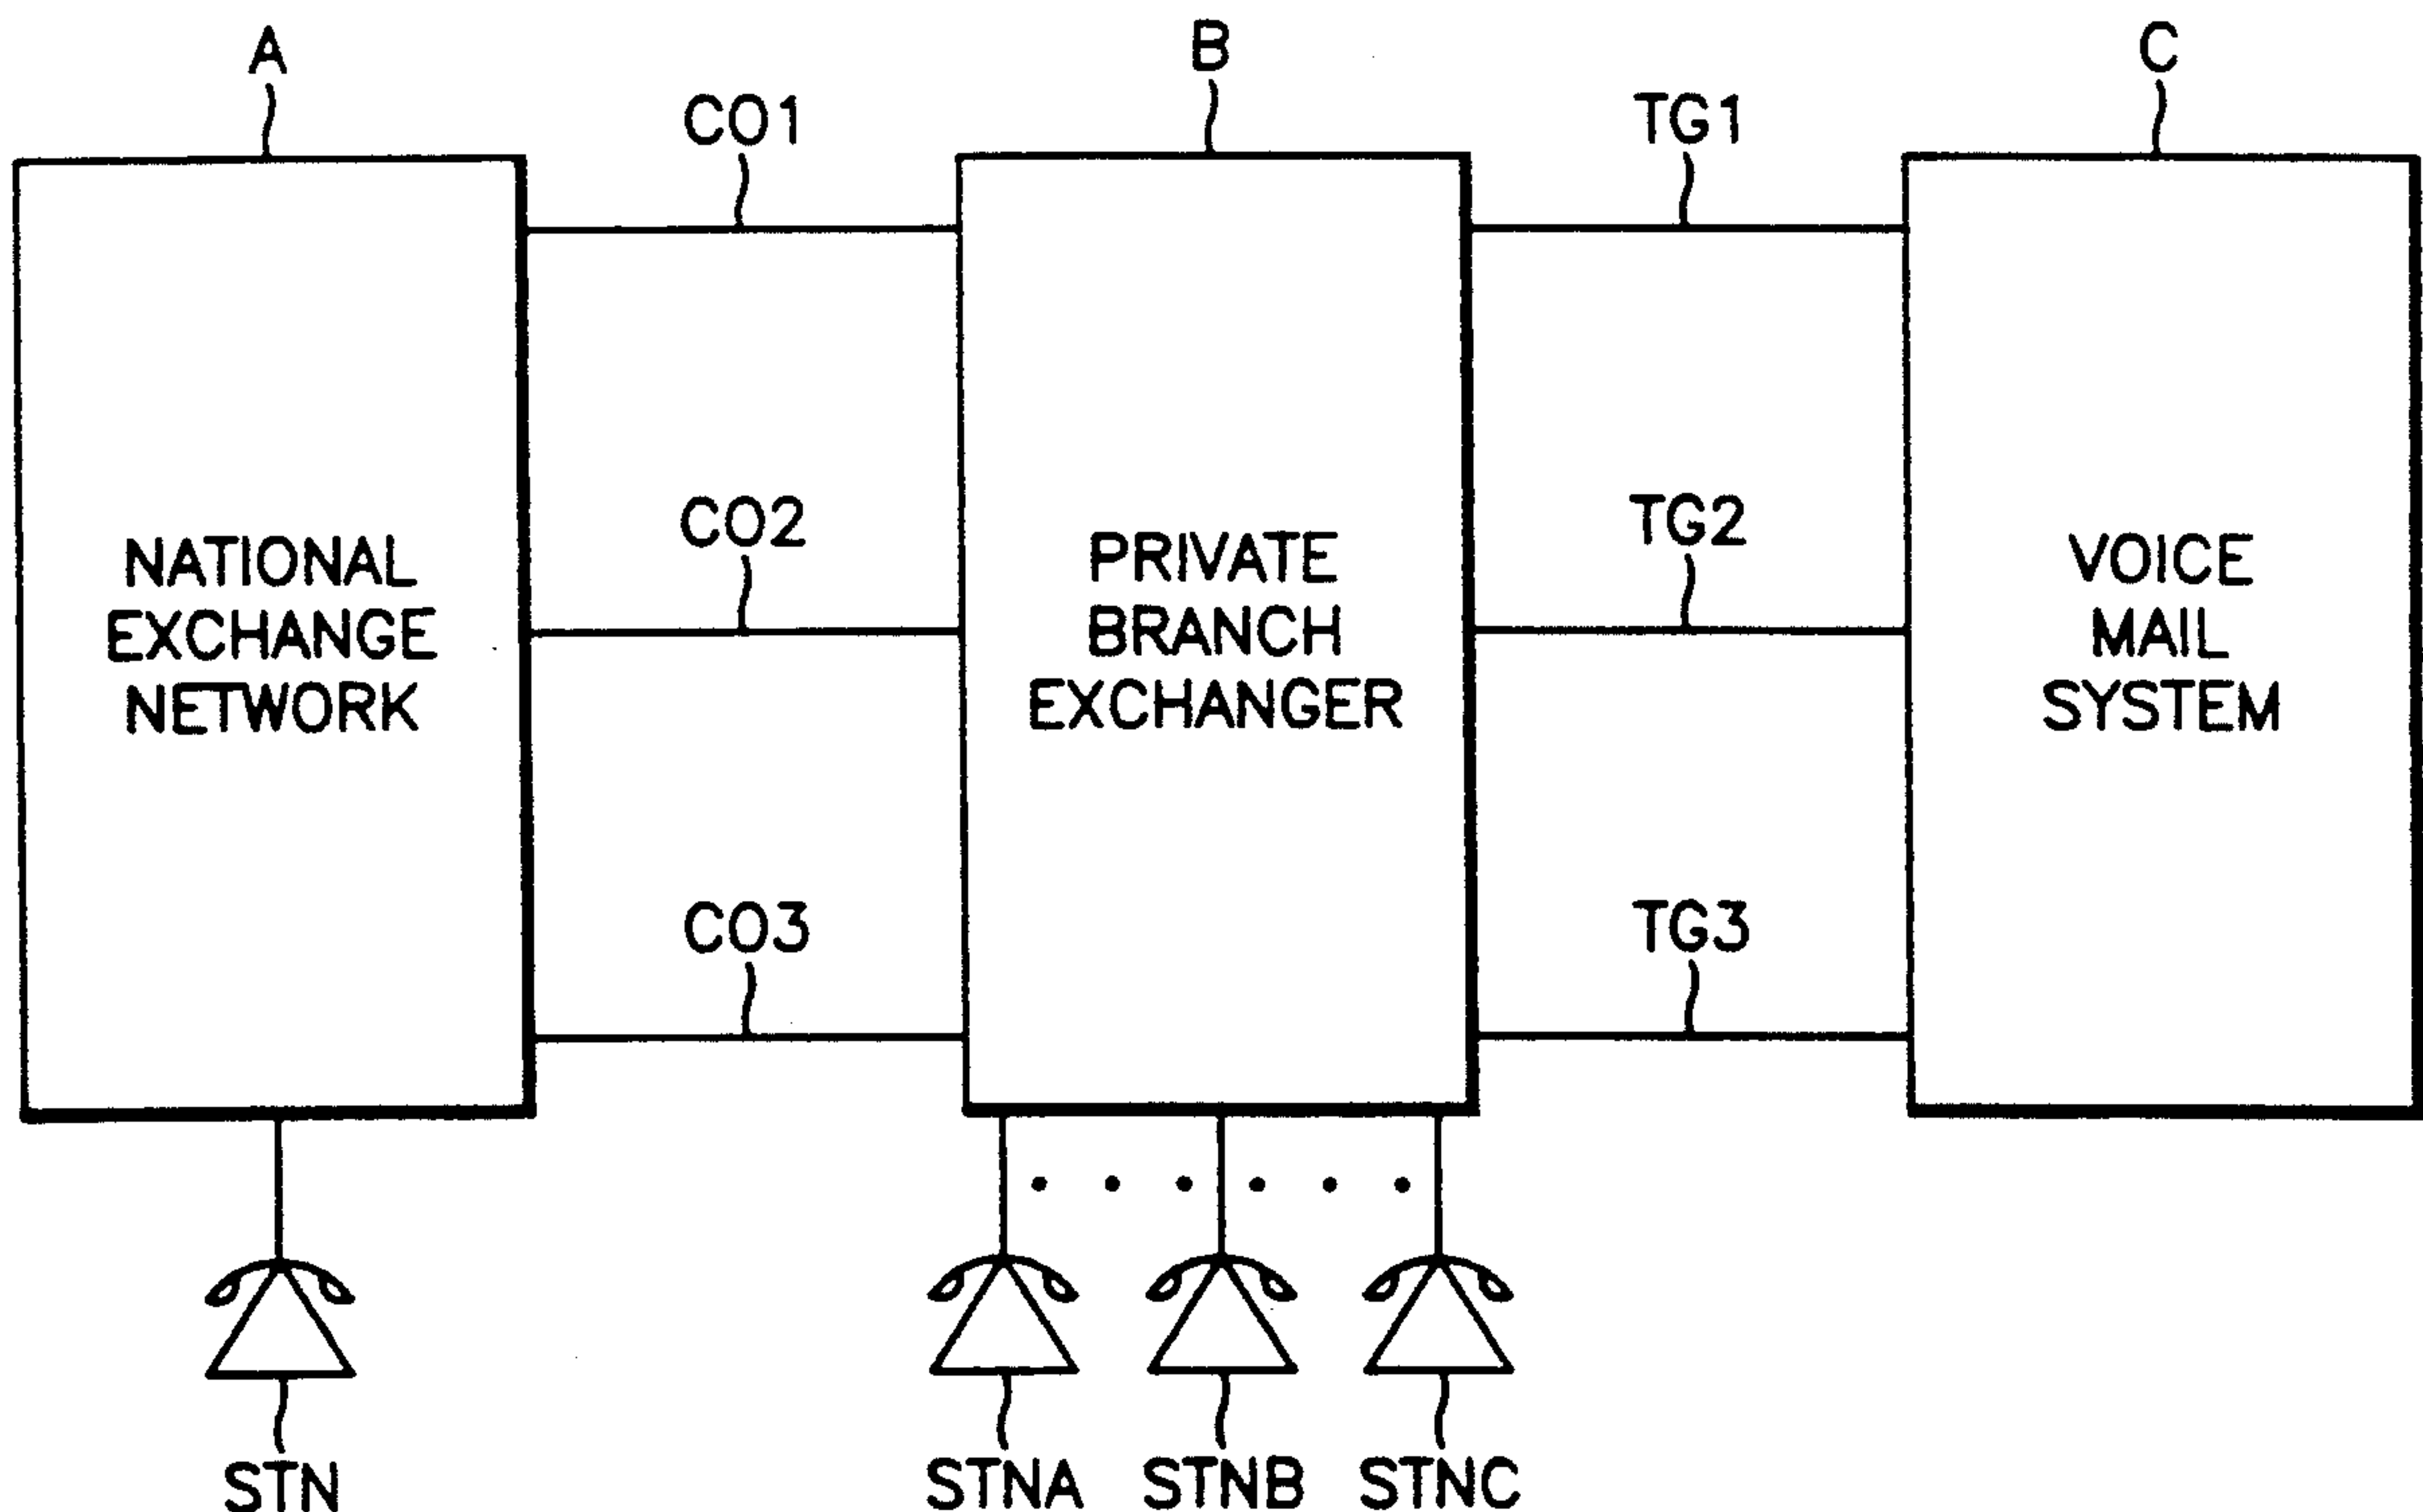 A
B
C
CO1
TG1
CO2
TG2
NATIONAL
EXCHANGE
NETWORK
PRIVATE
BRANCH
EXCHANGER
VOICE
MAIL
SYSTEM
CO3
TG3
STN
STNA
STNB
STNC